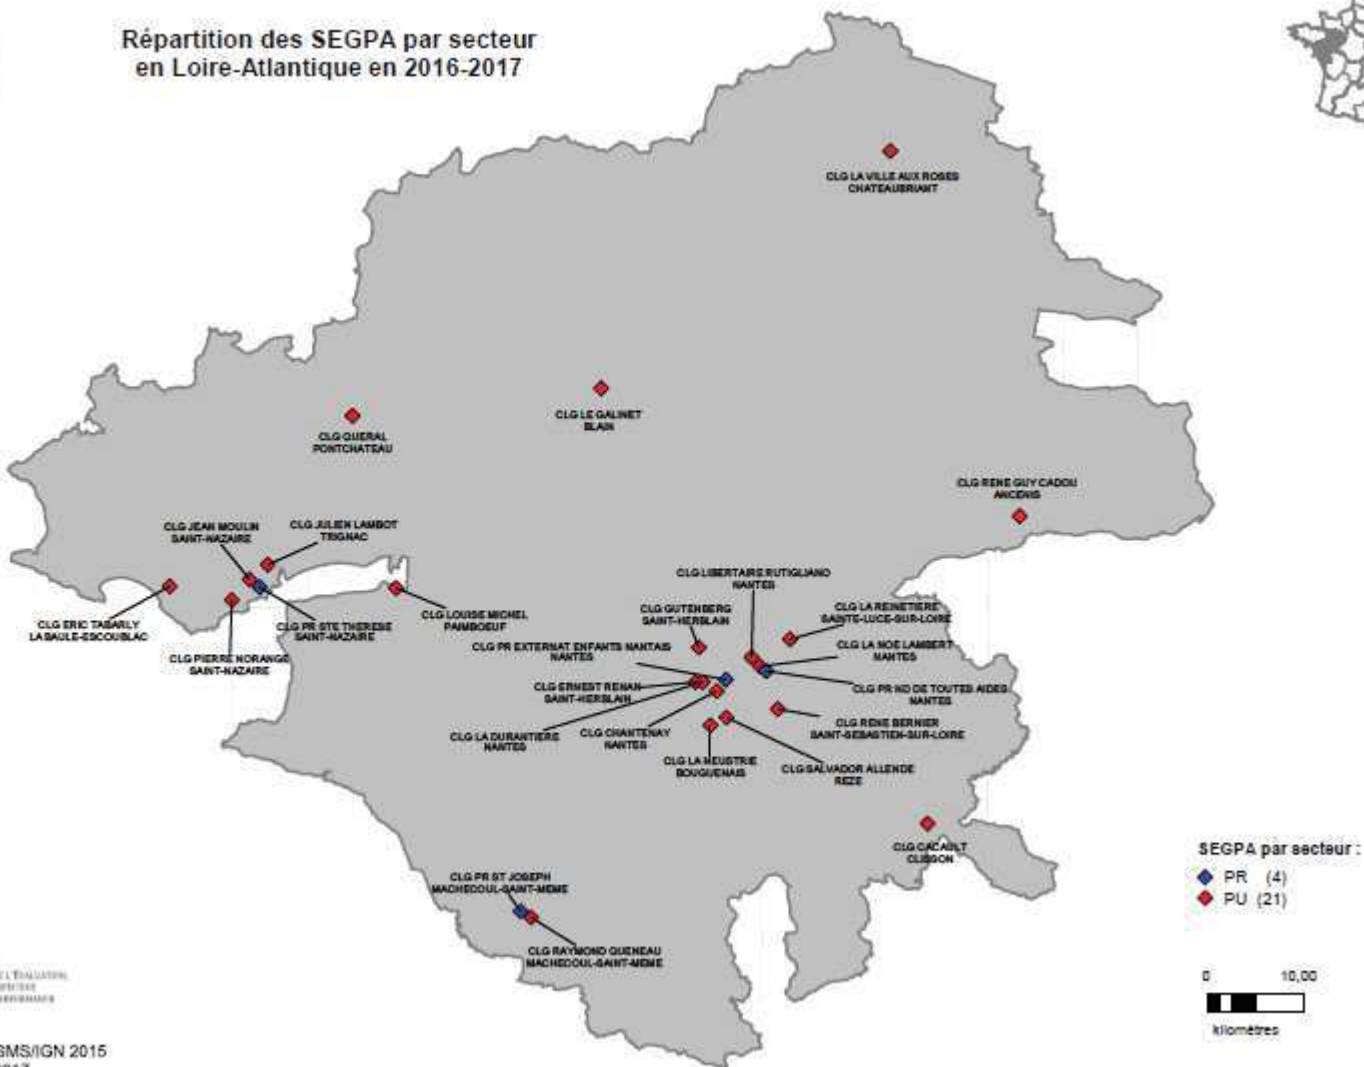 Répartition des SEGPA par secteur
en Loire-Atlantique en 2016-2017
CLG LA VILLE AUX ROSES
CHATEAUBRIANT
CLG LE GALINET
BLAIN
CLG QUERAL
PONTCHATEAU
CLG RENE GUY CADOU
ANCENIS
CLG JEAN MOULIN
SAINT-NAZAIRE
CLG JULIEN LAMBOT
TRIGNAC
CLG ERIC TABARLY
LA BAULE-ESCOUBLAC
CLG PR STE THERESE
SAINT-NAZAIRE
CLG PIERRE NORANGE
SAINT-NAZAIRE
CLG LOUISE MICHEL
PAIMBOEUF
CLG LIBERTAIRE RUTIGLIANO
NANTES
CLG GUTENBERG
SAINT-HERBLAIN
CLG LA REINETIERE
SAINTE-LUCE-SUR-LOIRE
CLG PR EXTERNAT ENFANTS NANTAIS
NANTES
CLG LA NOE LAMBERT
NANTES
CLG ERNEST RENAN
SAINT-HERBLAIN
CLG PR ND DE TOUTES AIDES
NANTES
CLG LA DURANTIERE
NANTES
CLG CHANTENAY
NANTES
CLG RENE BERNIER
SAINT-SEBASTIEN-SUR-LOIRE
CLG LA NEUSTRIE
BOUGUENAIS
CLG SALVADOR ALLENDE
REZE
CLG CACAULT
CLISSON
CLG PR ST JOSEPH
MACHECOUL-SAINT-MEME
CLG RAYMOND QUENEAU
MACHECOUL-SAINT-MEME
SEGPA par secteur :
PR (4)
PU (21)
0 10,00
kilomètres
SMS/IGN 2015